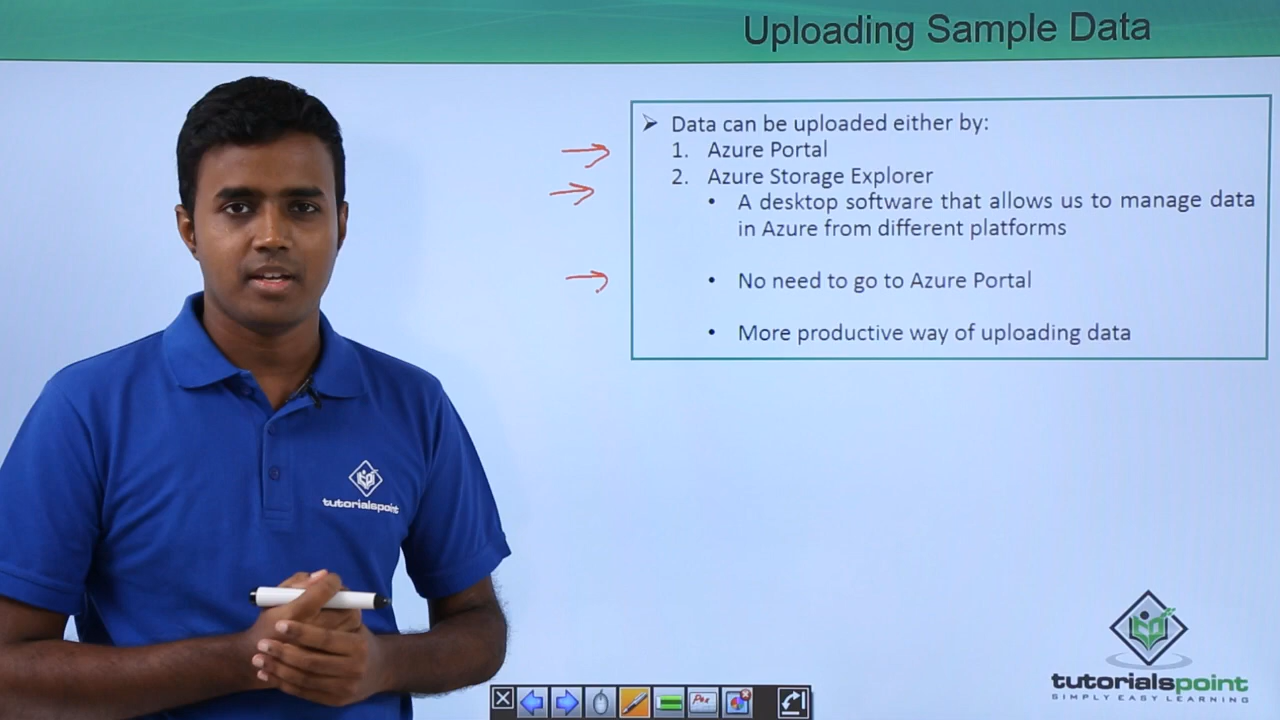 Uploading Sample Data
➢ Data can be uploaded either by:
1. Azure Portal
2. Azure Storage Explorer
• A desktop software that allows us to manage data
in Azure from different platforms
• No need to go to Azure Portal
• More productive way of uploading data
tutorialspoint
tutorialspoint
SIMPLY EASY LEARNING